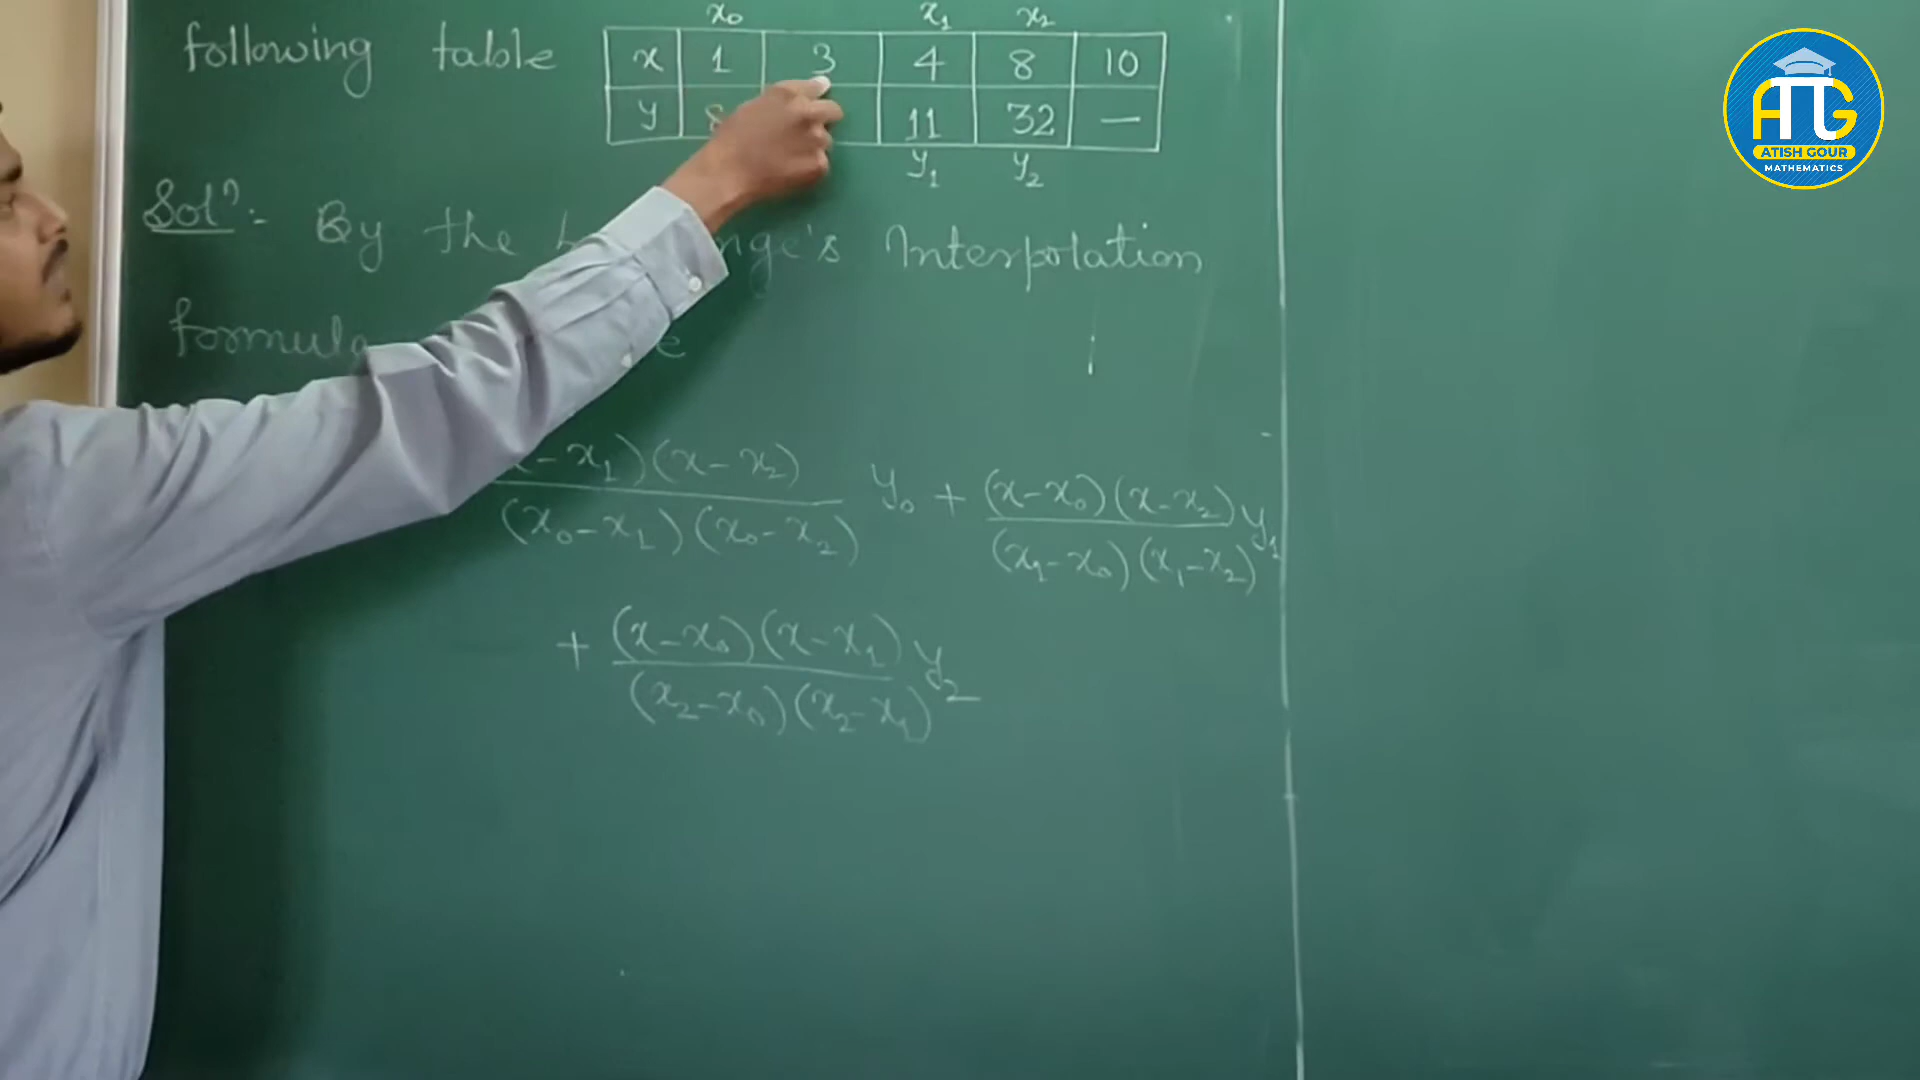 x₀ x₁ x₂
following table x 1 3 4 8 10
y 8 11 32 —
y₁ y₂
Solⁿ:- By the Interpolation
formula
-x₁)(x-x₂) y₀ + (x-x₀)(x-x₂) y₁
(x₀-x₁)(x₀-x₂) (x₁-x₀)(x₁-x₂)
+ (x-x₀)(x-x₁) y₂
(x₂-x₀)(x₂-x₁)
ATG
ATISH GOUR
MATHEMATICS